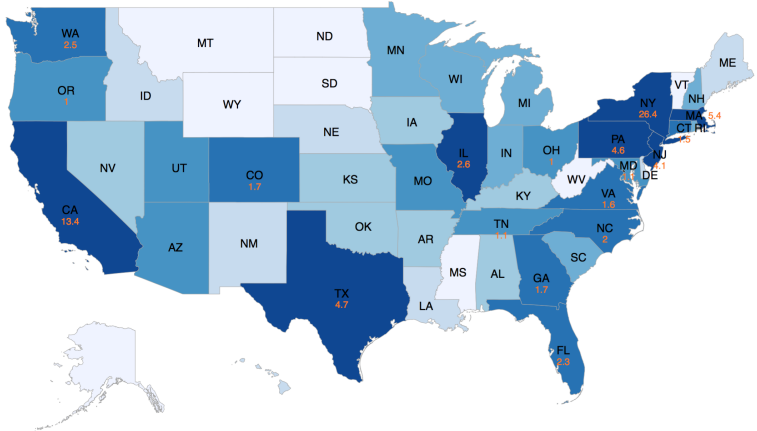 WA
2.5
MT
ND
MN
ME
VT
NH
OR
1
ID
SD
WI
MI
NY
26.4
MA 5.4
CT RI
1.5
WY
IA
NE
PA
4.6
NJ
NV
UT
CO
1.7
IL
2.6
IN
OH
1
MD
DE
WV
VA
1.6
KS
MO
KY
CA
13.4
AZ
NM
OK
AR
TN
1.1
NC
2
SC
MS
AL
GA
1.7
TX
4.7
LA
FL
2.3